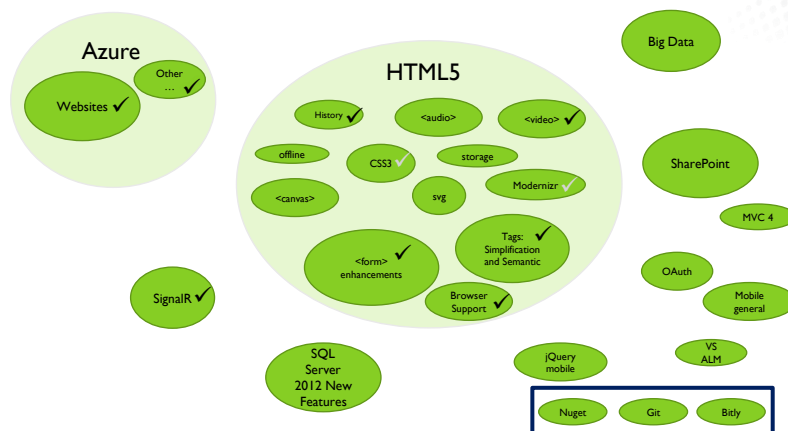 Azure
Websites
Other
…
HTML5
History
<audio>
<video>
offline
CSS3
storage
Modernizr
<canvas>
svg
<form>
enhancements
Tags:
Simplification
and Semantic
Browser
Support
Big Data
SharePoint
MVC 4
OAuth
Mobile
general
SignalR
SQL
Server
2012 New
Features
jQuery
mobile
VS
ALM
Nuget
Git
Bitly